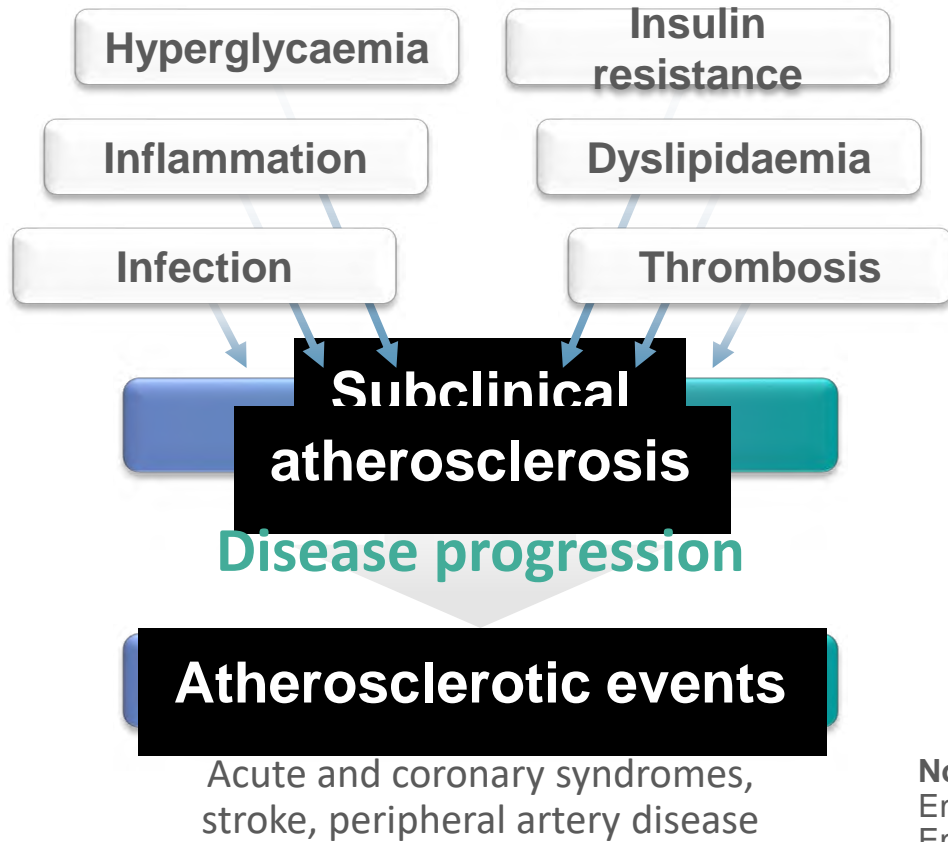 Hyperglycaemia
Insulin
resistance
Inflammation
Dyslipidaemia
Infection
Thrombosis
Subclinical
atherosclerosis
Disease progression
Atherosclerotic events
Acute and coronary syndromes,
stroke, peripheral artery disease